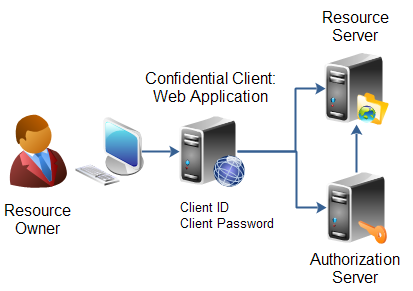 Resource
Server
Confidential Client:
Web Application
Resource
Owner
Client ID
Client Password
Authorization
Server